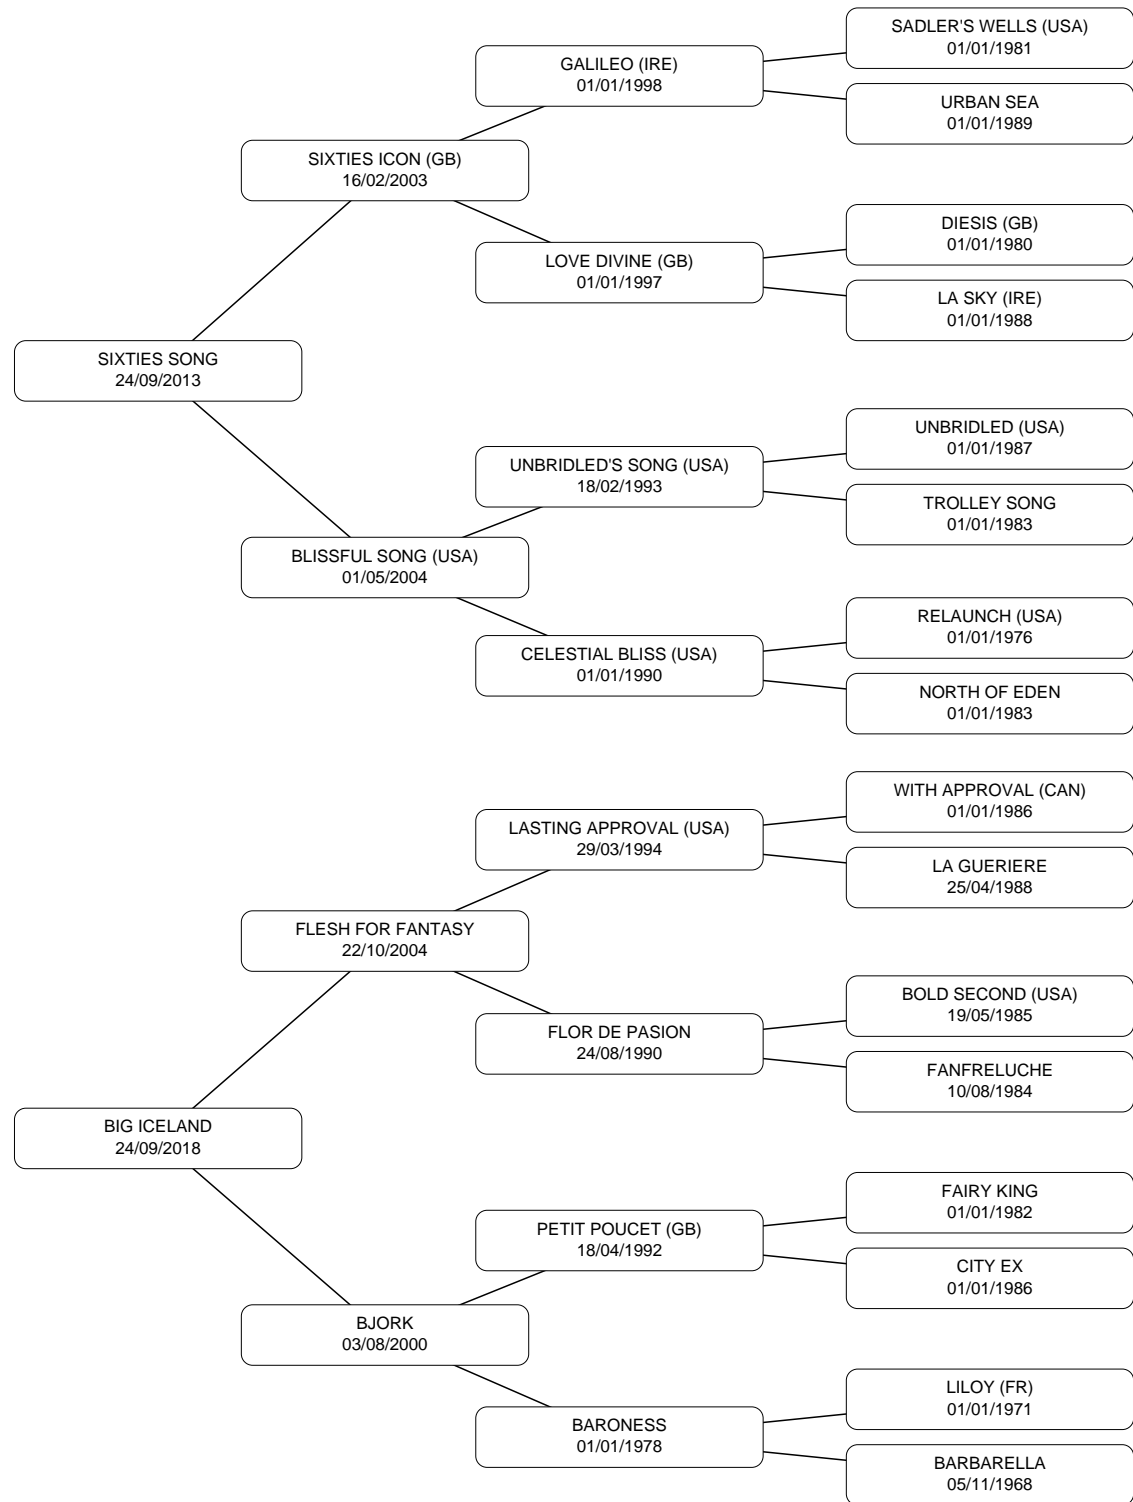 SADLER'S WELLS (USA)
01/01/1981
GALILEO (IRE)
01/01/1998
URBAN SEA
01/01/1989
SIXTIES ICON (GB)
16/02/2003
DIESIS (GB)
01/01/1980
LOVE DIVINE (GB)
01/01/1997
LA SKY (IRE)
01/01/1988
SIXTIES SONG
24/09/2013
UNBRIDLED (USA)
01/01/1987
UNBRIDLED'S SONG (USA)
18/02/1993
TROLLEY SONG
01/01/1983
BLISSFUL SONG (USA)
01/05/2004
RELAUNCH (USA)
01/01/1976
CELESTIAL BLISS (USA)
01/01/1990
NORTH OF EDEN
01/01/1983
WITH APPROVAL (CAN)
01/01/1986
LASTING APPROVAL (USA)
29/03/1994
LA GUERIERE
25/04/1988
FLESH FOR FANTASY
22/10/2004
BOLD SECOND (USA)
19/05/1985
FLOR DE PASION
24/08/1990
FANFRELUCHE
10/08/1984
BIG ICELAND
24/09/2018
FAIRY KING
01/01/1982
PETIT POUCET (GB)
18/04/1992
CITY EX
01/01/1986
BJORK
03/08/2000
LILOY (FR)
01/01/1971
BARONESS
01/01/1978
BARBARELLA
05/11/1968